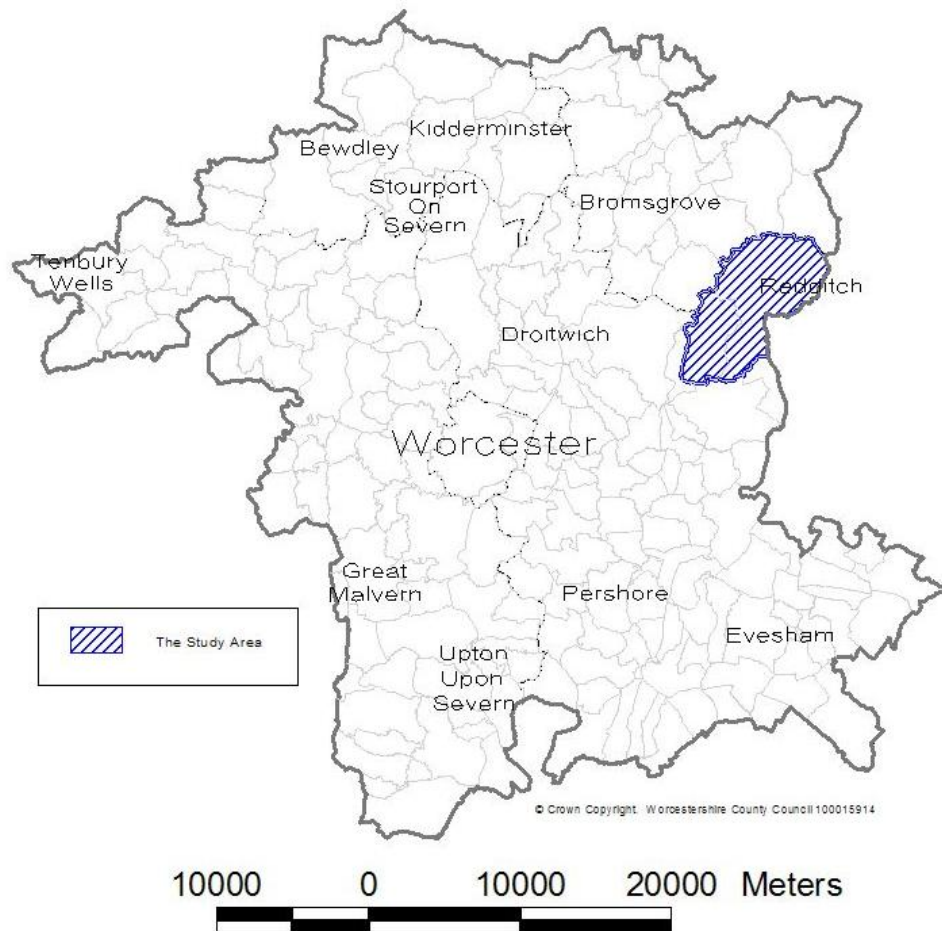 Kidderminster
Bewdley
Stourport
On
Severn
Bromsgrove
Tenbury
Wells
Redditch
Droitwich
Worcester
Great
Malvern
Pershore
The Study Area
Evesham
Upton
Upon
Severn
© Crown Copyright. Worcestershire County Council 100015914
10000 0 10000 20000 Meters